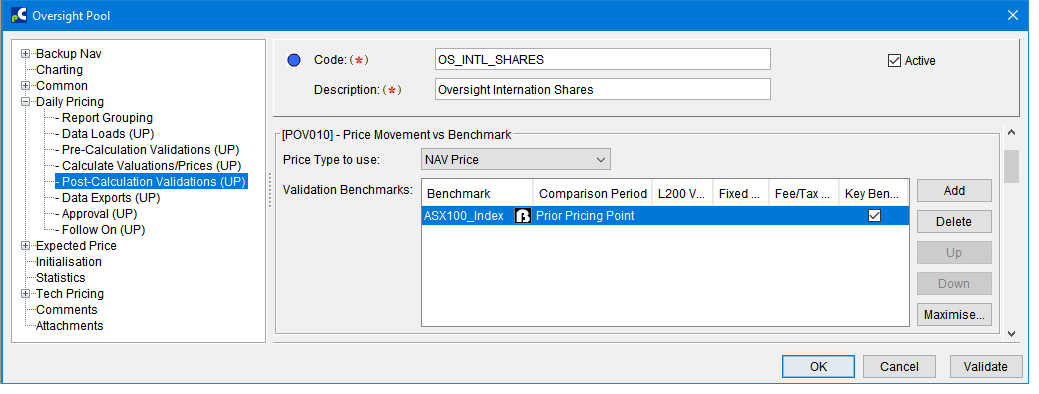 Oversight Pool
Backup Nav
Charting
Common
Daily Pricing
- Report Grouping
- Data Loads (UP)
- Pre-Calculation Validations (UP)
- Calculate Valuations/Prices (UP)
- Post-Calculation Validations (UP)
- Data Exports (UP)
- Approval (UP)
- Follow On (UP)
Expected Price
Initialisation
Statistics
Tech Pricing
Comments
Attachments
Code: (*) OS_INTL_SHARES Active
Description: (*) Oversight Internation Shares
[POV010] - Price Movement vs Benchmark
Price Type to use: NAV Price
Validation Benchmarks:
Benchmark Comparison Period L200 V... Fixed ... Fee/Tax ... Key Ben...
ASX100_Index Prior Pricing Point
Add
Delete
Up
Down
Maximise...
OK Cancel Validate